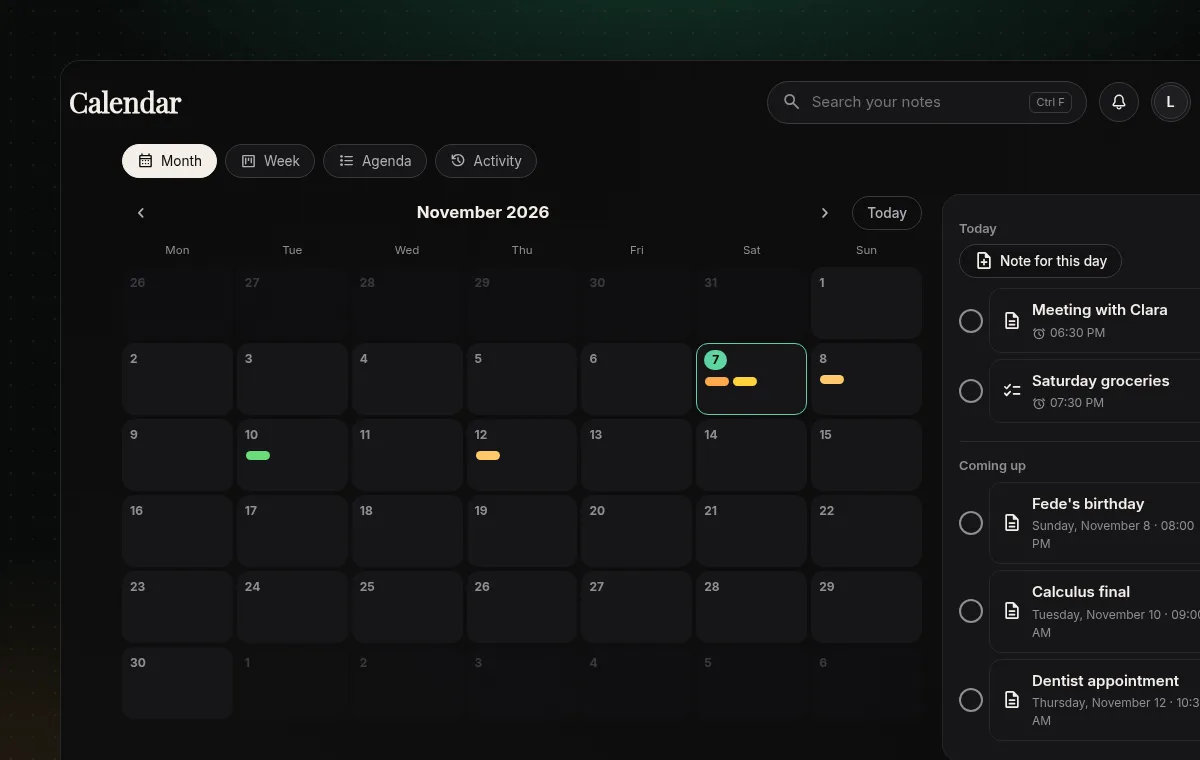 Calendar
Search your notes
Ctrl F
L
Month
Week
Agenda
Activity
November 2026
Today
Mon Tue Wed Thu Fri Sat Sun
26 27 28 29 30 31 1
2 3 4 5 6 7 8
9 10 11 12 13 14 15
16 17 18 19 20 21 22
23 24 25 26 27 28 29
30 1 2 3 4 5 6
Today
Note for this day
Meeting with Clara
06:30 PM
Saturday groceries
07:30 PM
Coming up
Fede's birthday
Sunday, November 8 · 08:00
PM
Calculus final
Tuesday, November 10 · 09:00
AM
Dentist appointment
Thursday, November 12 · 10:3
AM